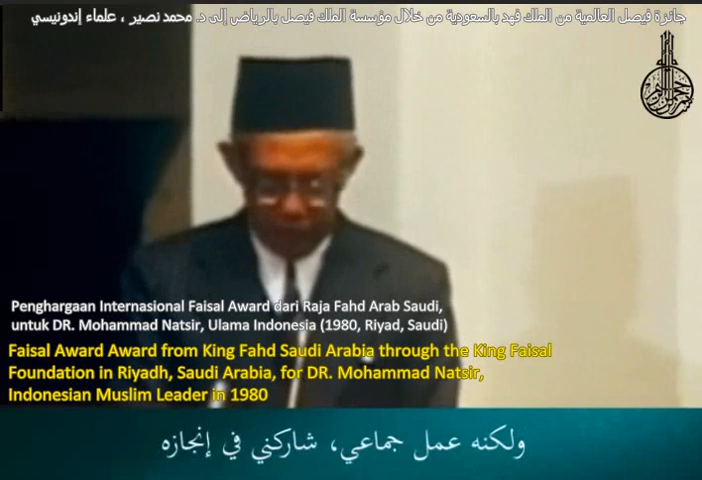 جائزة فيصل العالمية من الملك فهد بالسعودية من خلال مؤسسة الملك فيصل بالرياض إلى د. محمد نصير ، علماء إندونيسي
Penghargaan Internasional Faisal Award dari Raja Fahd Arab Saudi,
untuk DR. Mohammad Natsir, Ulama Indonesia (1980, Riyad, Saudi)
Faisal Award Award from King Fahd Saudi Arabia through the King Faisal
Foundation in Riyadh, Saudi Arabia, for DR. Mohammad Natsir,
Indonesian Muslim Leader in 1980
ولكنه عمل جماعي، شاركني في إنجازه